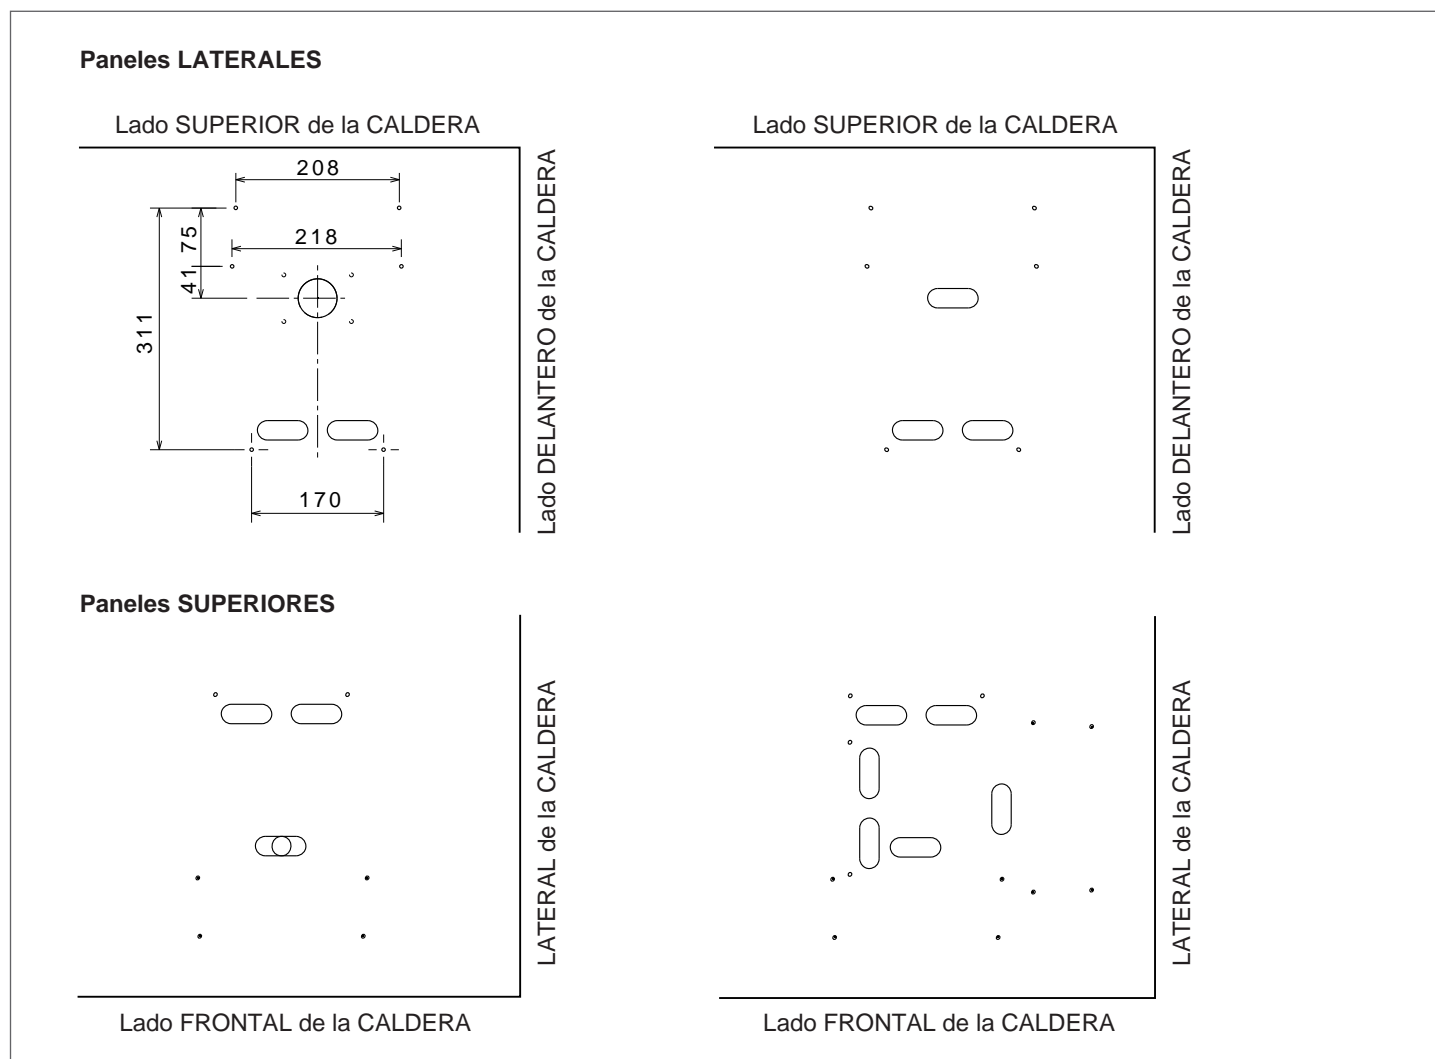 Paneles LATERALES
Lado SUPERIOR de la CALDERA
208
75
218
41
311
170
Lado DELANTERO de la CALDERA
Lado SUPERIOR de la CALDERA
Lado DELANTERO de la CALDERA
Paneles SUPERIORES
LATERAL de la CALDERA
Lado FRONTAL de la CALDERA
LATERAL de la CALDERA
Lado FRONTAL de la CALDERA